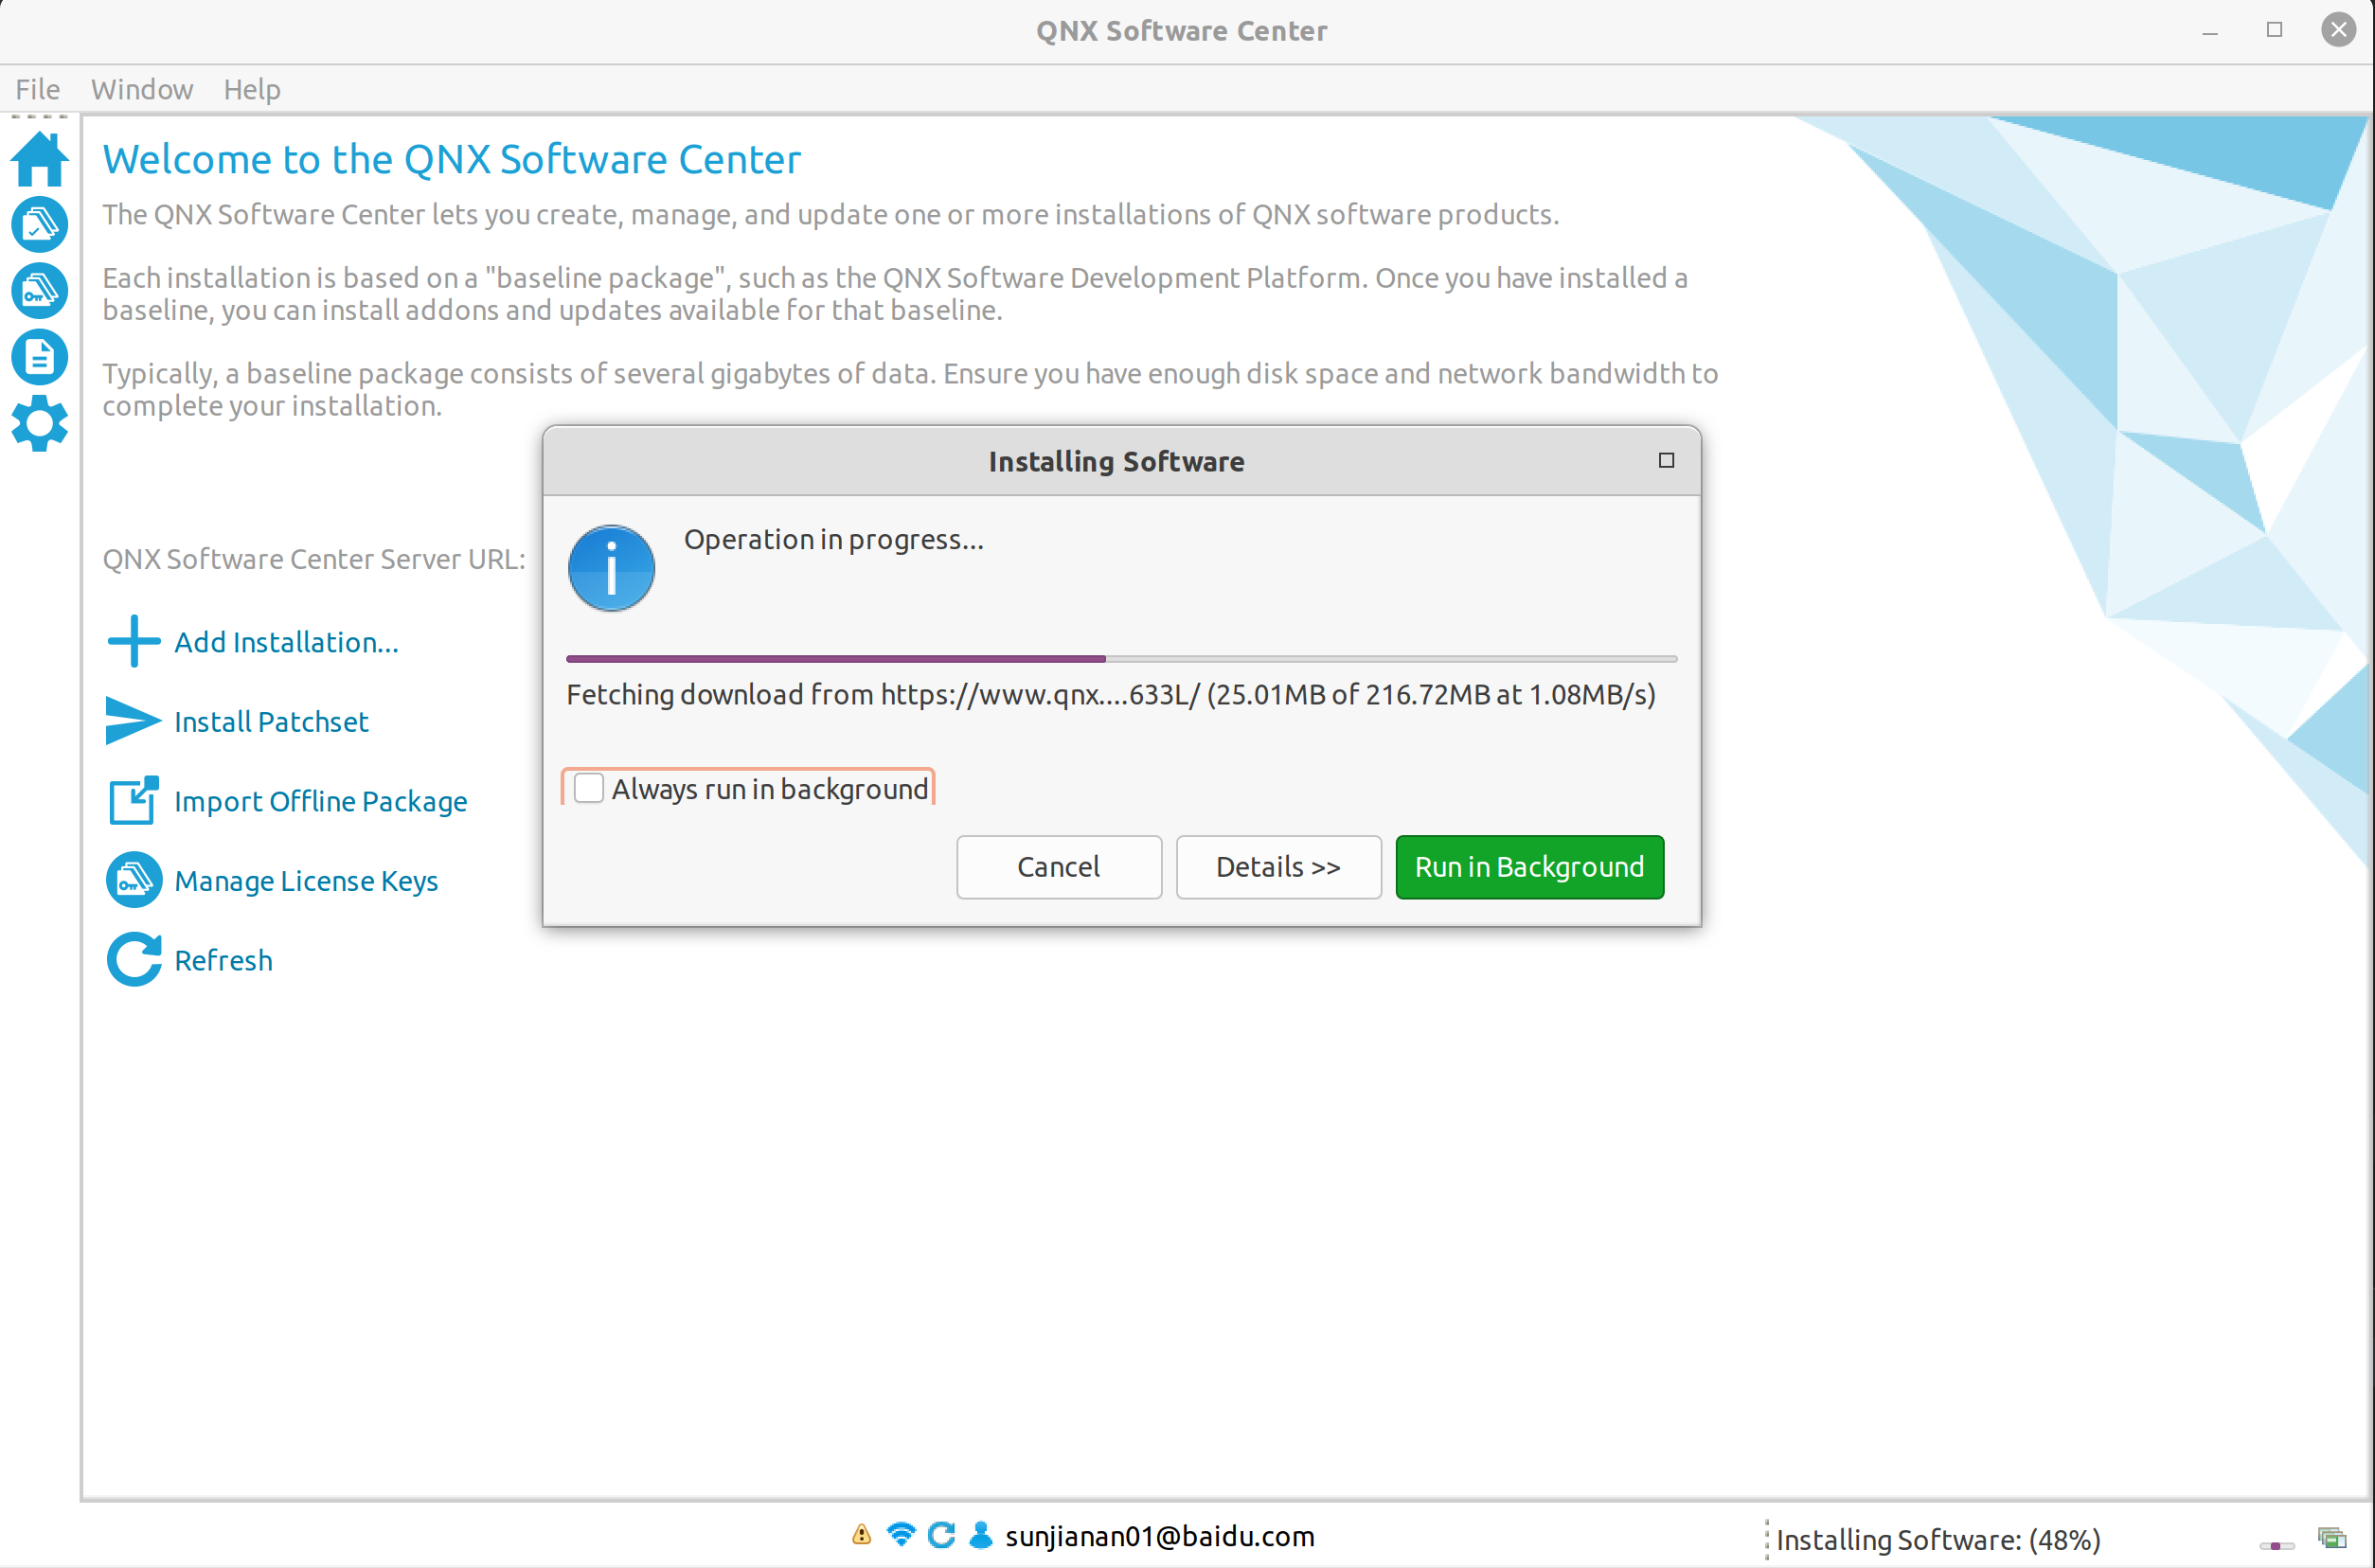 QNX Software Center
File Window Help
Welcome to the QNX Software Center
The QNX Software Center lets you create, manage, and update one or more installations of QNX software products.
Each installation is based on a "baseline package", such as the QNX Software Development Platform. Once you have installed a
baseline, you can install addons and updates available for that baseline.
Typically, a baseline package consists of several gigabytes of data. Ensure you have enough disk space and network bandwidth to
complete your installation.
Installing Software
Operation in progress...
QNX Software Center Server URL:
Add Installation...
Fetching download from https://www.qnx....633L/ (25.01MB of 216.72MB at 1.08MB/s)
Install Patchset
Always run in background
Import Offline Package
Cancel Details >> Run in Background
Manage License Keys
Refresh
sunjianan01@baidu.com
Installing Software: (48%)